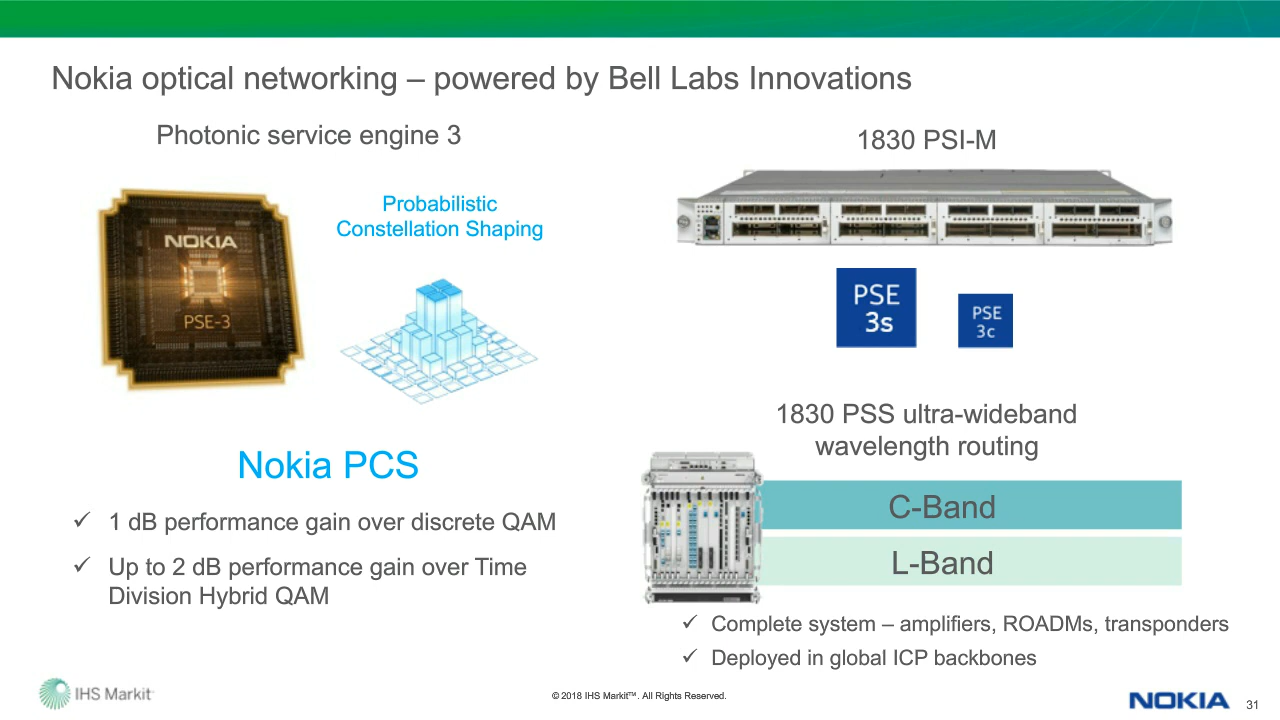 Nokia optical networking – powered by Bell Labs Innovations
Photonic service engine 3
NOKIA
PSE-3
Probabilistic
Constellation Shaping
Nokia PCS
✓ 1 dB performance gain over discrete QAM
✓ Up to 2 dB performance gain over Time
Division Hybrid QAM
1830 PSI-M
PSE
3s
PSE
3c
1830 PSS ultra-wideband
wavelength routing
C-Band
L-Band
✓ Complete system – amplifiers, ROADMs, transponders
✓ Deployed in global ICP backbones
IHS Markit™
© 2018 IHS Markit™. All Rights Reserved.
NOKIA
31